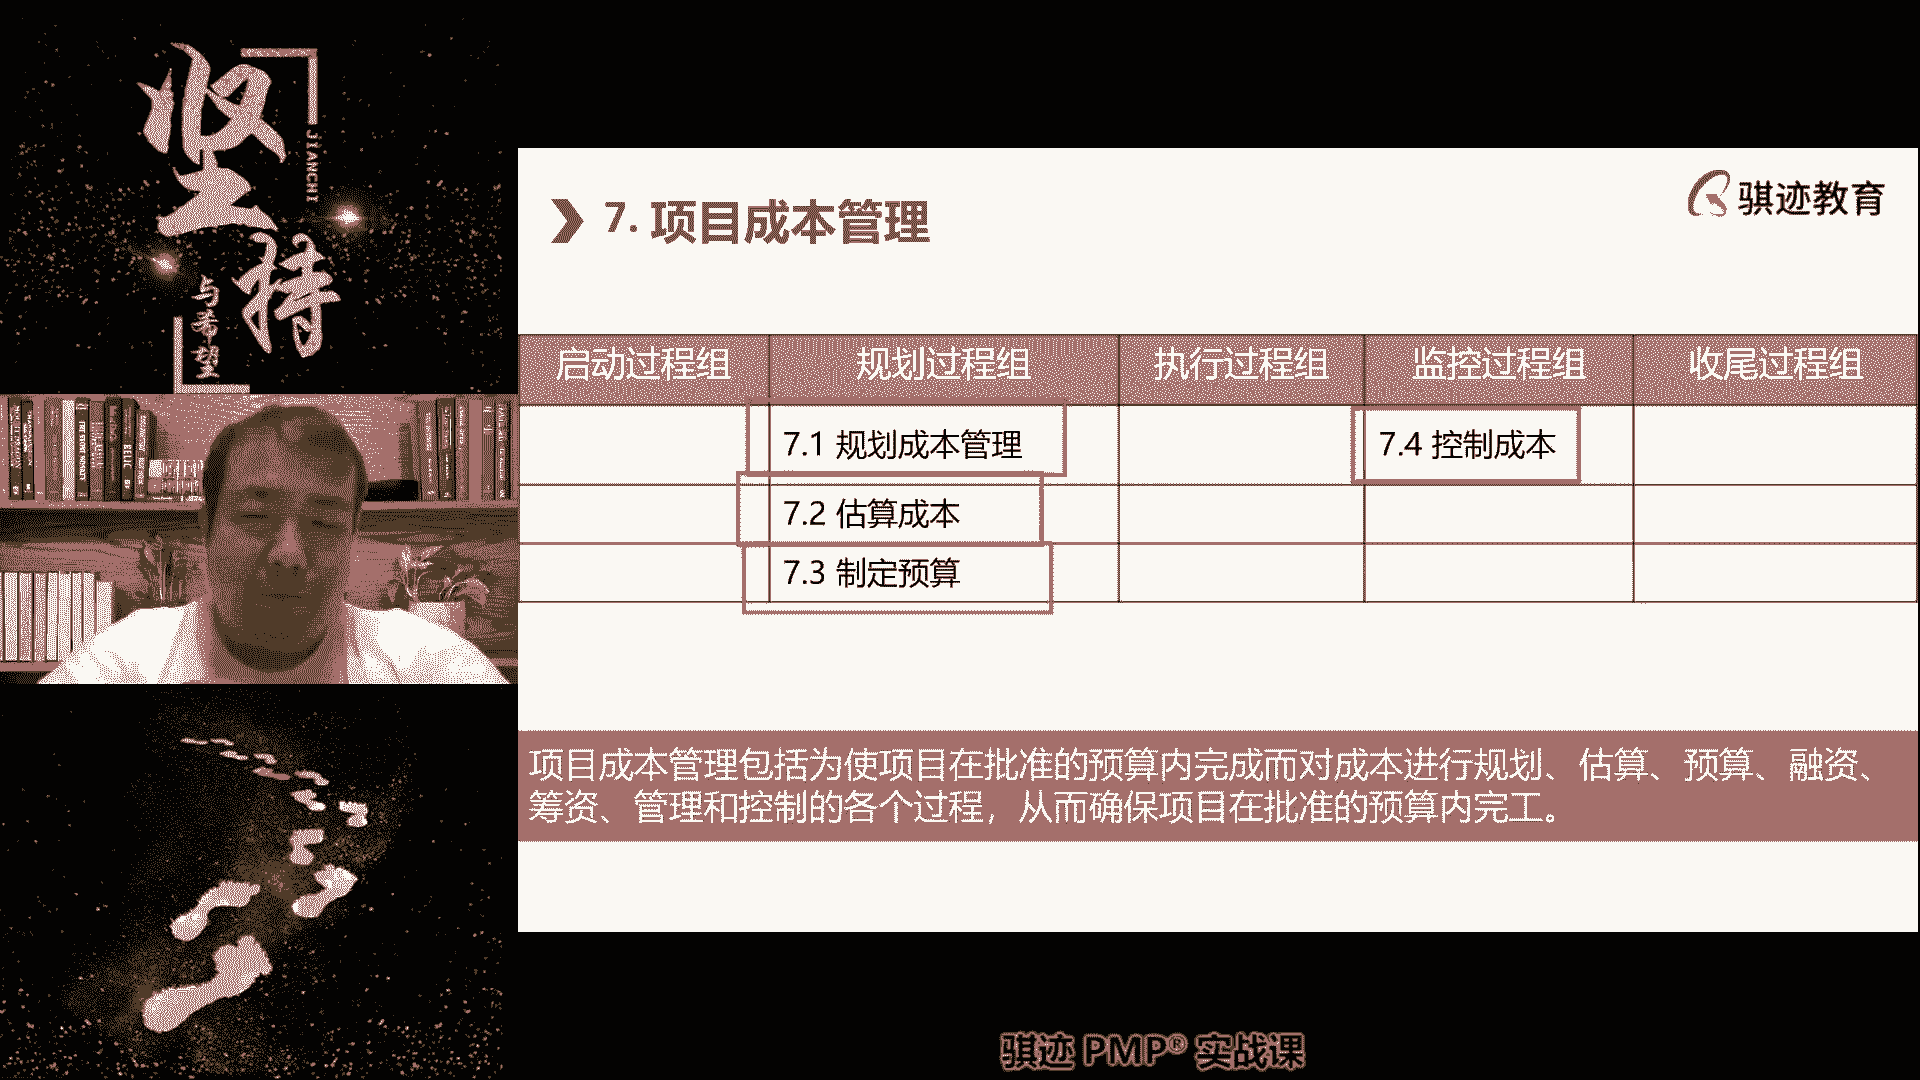 坚持
JIANCHI
与希望
骐迹教育
7. 项目成本管理
启动过程组 规划过程组 执行过程组 监控过程组 收尾过程组
7.1 规划成本管理 7.4 控制成本
7.2 估算成本
7.3 制定预算
项目成本管理包括为使项目在批准的预算内完成而对成本进行规划、估算、预算、融资、
筹资、管理和控制的各个过程，从而确保项目在批准的预算内完工。
骐迹 PMP® 实战课